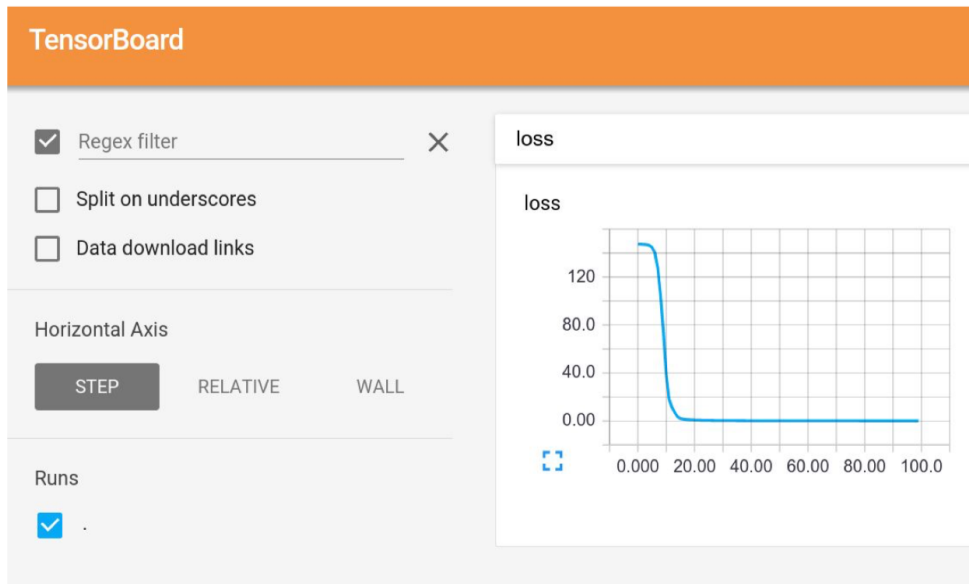 TensorBoard
Regex filter
Split on underscores
Data download links
Horizontal Axis
STEP RELATIVE WALL
Runs
.
loss
loss
120
80.0
40.0
0.00
0.000 20.00 40.00 60.00 80.00 100.0